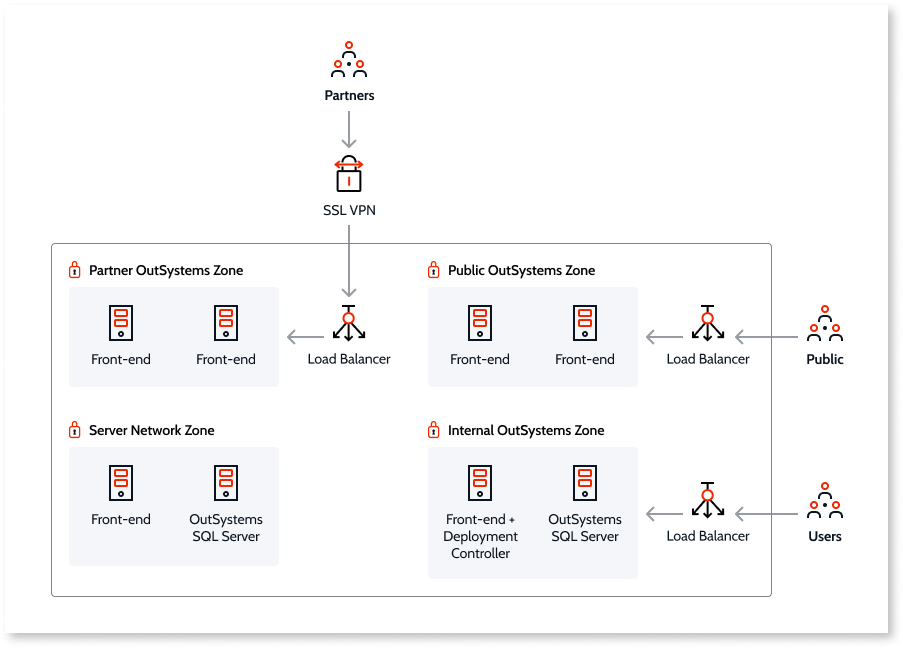 Partners
SSL VPN
Partner OutSystems Zone
Front-end
Front-end
Load Balancer
Public OutSystems Zone
Front-end
Front-end
Load Balancer
Public
Server Network Zone
Front-end
OutSystems
SQL Server
Internal OutSystems Zone
Front-end +
Deployment
Controller
OutSystems
SQL Server
Load Balancer
Users